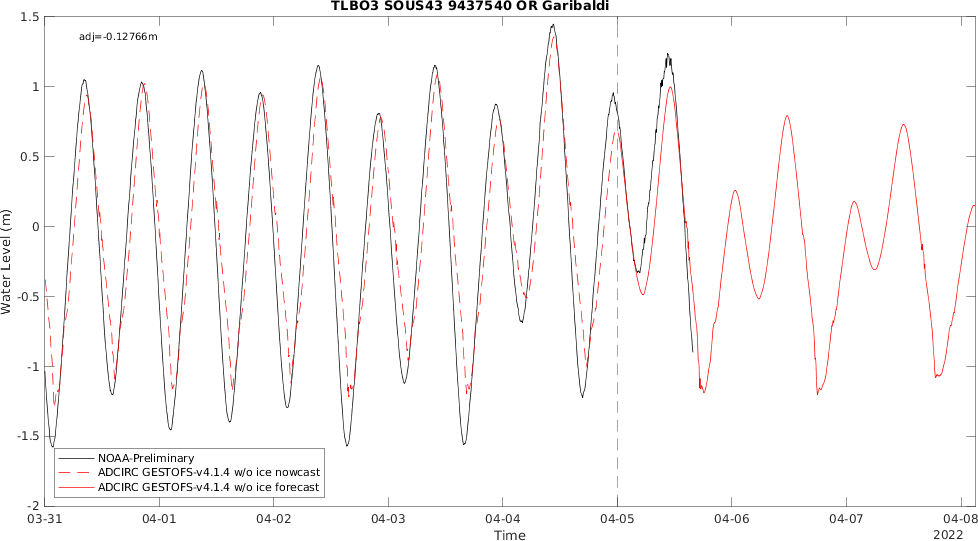 TLBO3 SOUS43 9437540 OR Garibaldi
adj=-0.12766m
1.5
1
0.5
0
-0.5
-1
-1.5
-2
Water Level (m)
NOAA-Preliminary
ADCIRC GESTOFS-v4.1.4 w/o ice nowcast
ADCIRC GESTOFS-v4.1.4 w/o ice forecast
03-31 04-01 04-02 04-03 04-04 04-05 04-06 04-07 04-08
Time
2022